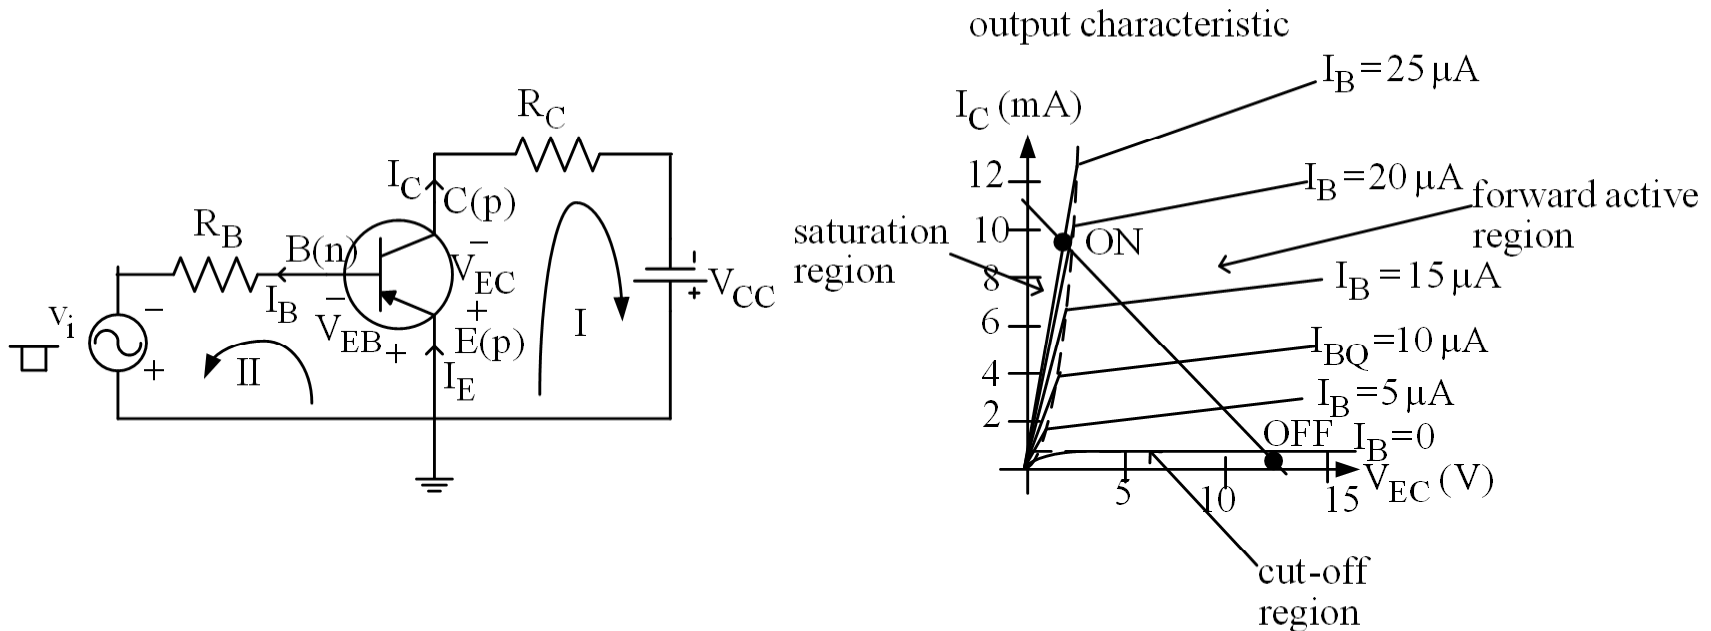 output characteristic
I_B=25 μA
I_C (mA)
R_C
12
I_B=20 μA
I_C
C(p)
forward active
region
R_B
saturation
region
10
ON
B(n)
−
V_EC
+
8
I_B=15 μA
V_CC
−
+
I_B
−
V_EB
+
v_i
−
+
E(p)
I
6
I_BQ=10 μA
II
I_E
4
I_B=5 μA
2
OFF
I_B=0
V_EC (V)
5
10
15
cut-off
region